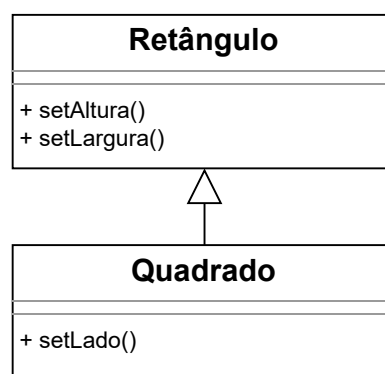 Retângulo
+ setAltura()
+ setLargura()
Quadrado
+ setLado()